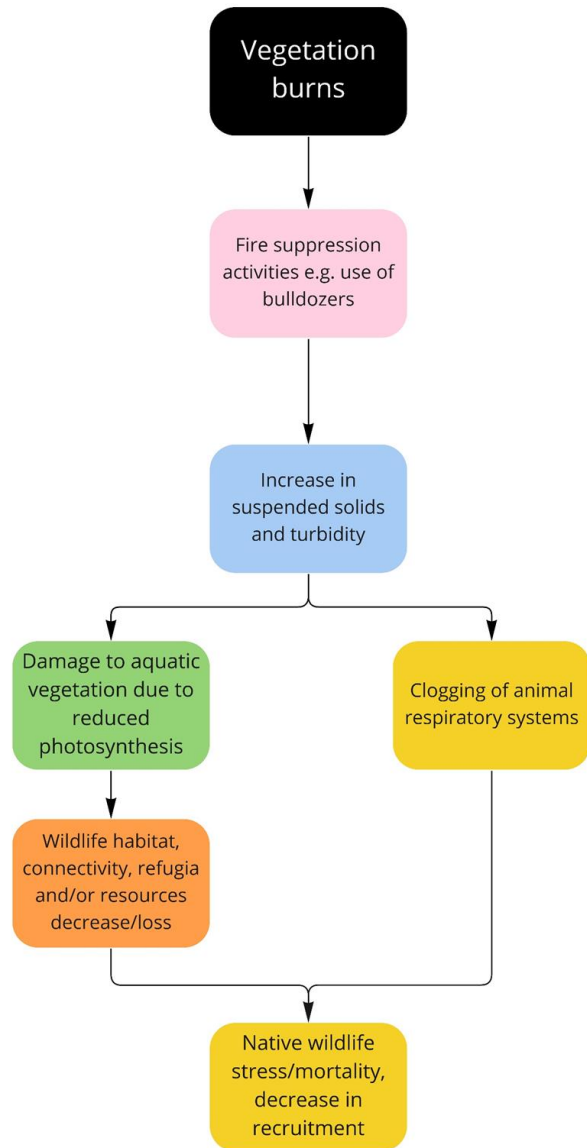 Vegetation
burns
Fire suppression
activities e.g. use of
bulldozers
Increase in
suspended solids
and turbidity
Damage to aquatic
vegetation due to
reduced
photosynthesis
Clogging of animal
respiratory systems
Wildlife habitat,
connectivity, refugia
and/or resources
decrease/loss
Native wildlife
stress/mortality,
decrease in
recruitment